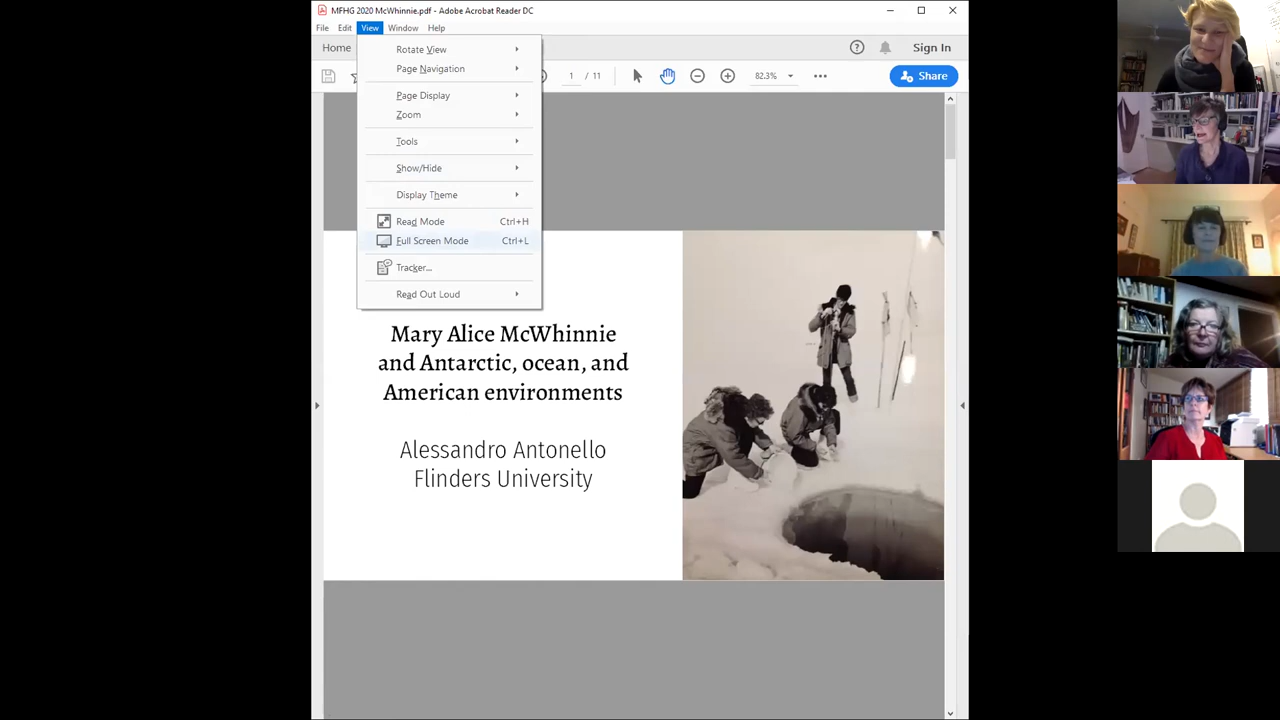 MFHG 2020 McWhinnie.pdf - Adobe Acrobat Reader DC
File Edit View Window Help
Home
Sign In
1 / 11
82.3%
Share
Rotate View
Page Navigation
Page Display
Zoom
Tools
Show/Hide
Display Theme
Read Mode Ctrl+H
Full Screen Mode Ctrl+L
Tracker...
Read Out Loud
Mary Alice McWhinnie
and Antarctic, ocean, and
American environments
Alessandro Antonello
Flinders University